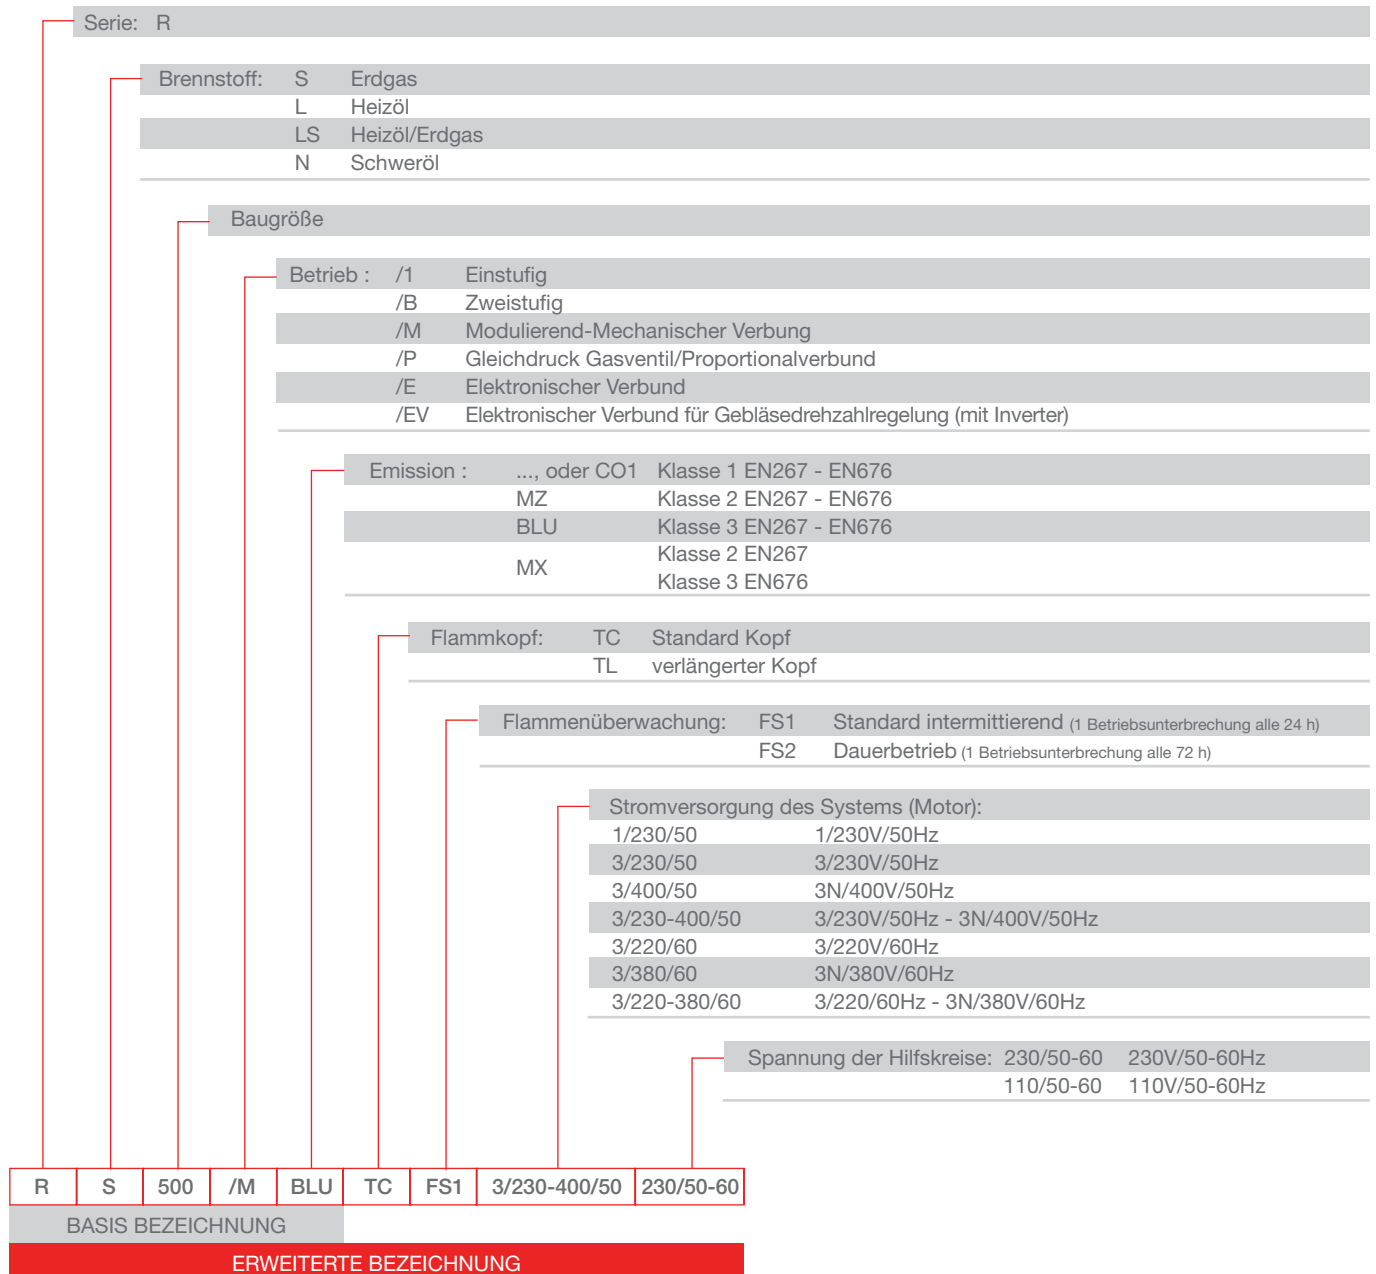 Serie: R
Brennstoff: S Erdgas
L Heizöl
LS Heizöl/Erdgas
N Schweröl
Baugröße
Betrieb : /1 Einstufig
/B Zweistufig
/M Modulierend-Mechanischer Verbung
/P Gleichdruck Gasventil/Proportionalverbund
/E Elektronischer Verbund
/EV Elektronischer Verbund für Gebläsedrehzahlregelung (mit Inverter)
Emission : ..., oder CO1 Klasse 1 EN267 - EN676
MZ Klasse 2 EN267 - EN676
BLU Klasse 3 EN267 - EN676
MX Klasse 2 EN267
Klasse 3 EN676
Flammkopf: TC Standard Kopf
TL verlängerter Kopf
Flammenüberwachung: FS1 Standard intermittierend (1 Betriebsunterbrechung alle 24 h)
FS2 Dauerbetrieb (1 Betriebsunterbrechung alle 72 h)
Stromversorgung des Systems (Motor):
1/230/50 1/230V/50Hz
3/230/50 3/230V/50Hz
3/400/50 3N/400V/50Hz
3/230-400/50 3/230V/50Hz - 3N/400V/50Hz
3/220/60 3/220V/60Hz
3/380/60 3N/380V/60Hz
3/220-380/60 3/220/60Hz - 3N/380V/60Hz
Spannung der Hilfskreise: 230/50-60 230V/50-60Hz
110/50-60 110V/50-60Hz
R S 500 /M BLU TC FS1 3/230-400/50 230/50-60
BASIS BEZEICHNUNG
ERWEITERTE BEZEICHNUNG